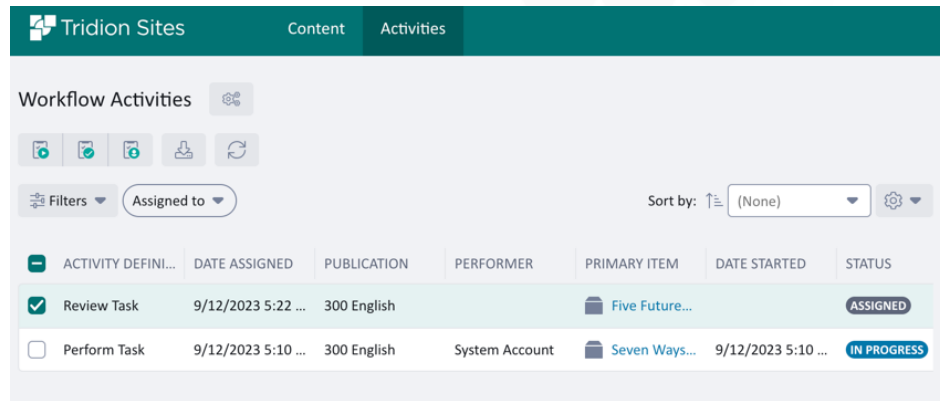 Tridion Sites Content Activities
Workflow Activities
Filters Assigned to Sort by: (None)
ACTIVITY DEFINI... DATE ASSIGNED PUBLICATION PERFORMER PRIMARY ITEM DATE STARTED STATUS
Review Task 9/12/2023 5:22 ... 300 English Five Future... ASSIGNED
Perform Task 9/12/2023 5:10 ... 300 English System Account Seven Ways... 9/12/2023 5:10 ... IN PROGRESS